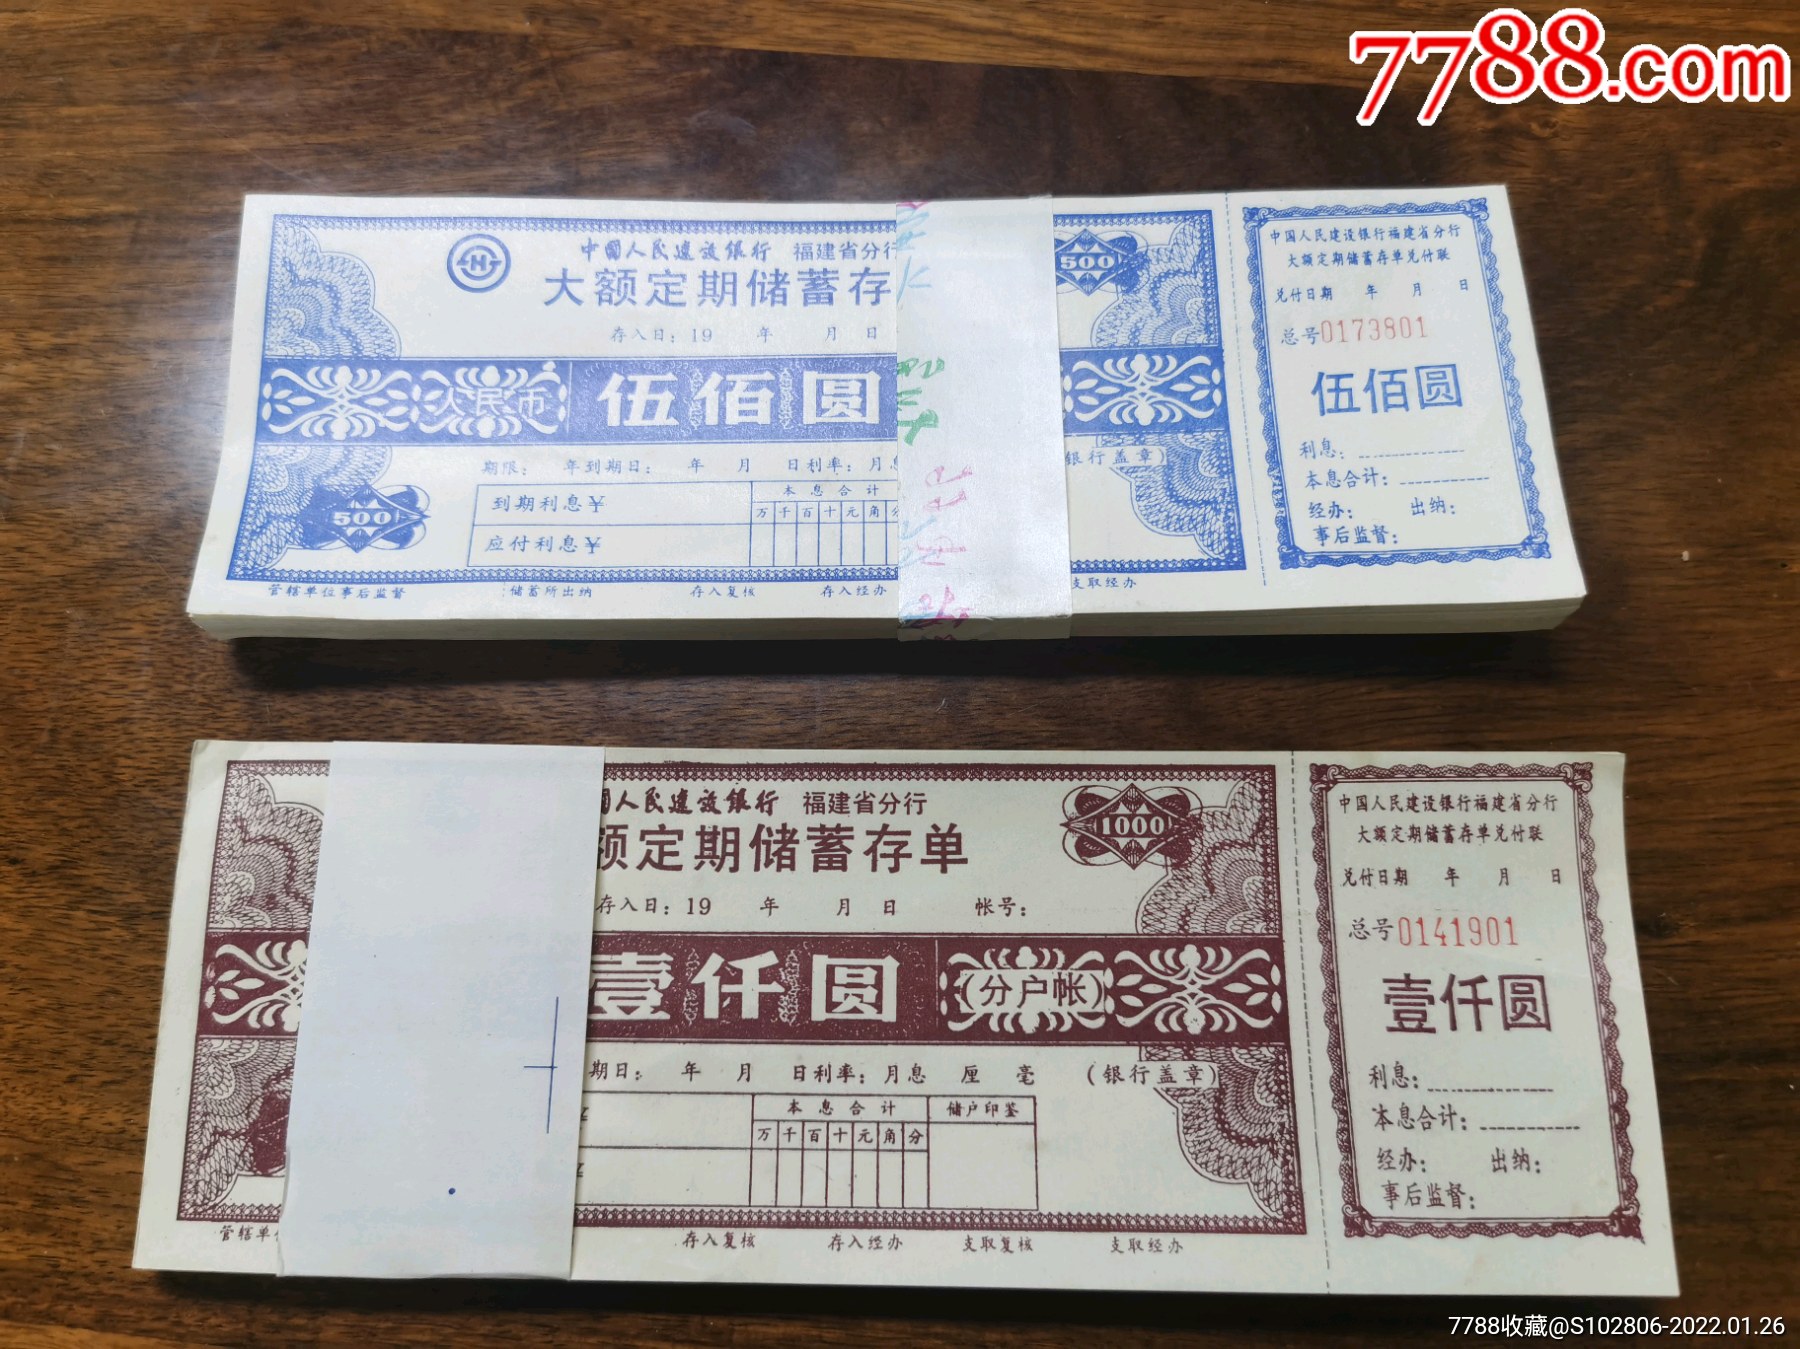 7788.com
中国人民建设银行 福建省分行
大额定期储蓄存
500
存入日：19 年 月 日
人民币 伍佰圆
期限： 年到期日： 年 月 日利率：月息
（银行盖章）
到期利息￥
应付利息￥
本息合计
万千百十元角分
500
管辖单位事后监督 储蓄所出纳 存入复核 存入经办 支取经办
中国人民建设银行福建省分行
大额定期储蓄存单兑付联
兑付日期 年 月 日
总号0173801
伍佰圆
利息：
本息合计：
经办： 出纳：
事后监督：
国人民建设银行 福建省分行
额定期储蓄存单
1000
存入日：19 年 月 日 帐号：
壹仟圆 (分户帐)
期日： 年 月 日利率：月息 厘 毫 （银行盖章）
本息合计 储户印鉴
万千百十元角分
管辖单 存入复核 存入经办 支取复核 支取经办
中国人民建设银行福建省分行
大额定期储蓄存单兑付联
兑付日期 年 月 日
总号0141901
壹仟圆
利息：
本息合计：
经办： 出纳：
事后监督：
7788收藏@S102806-2022.01.26